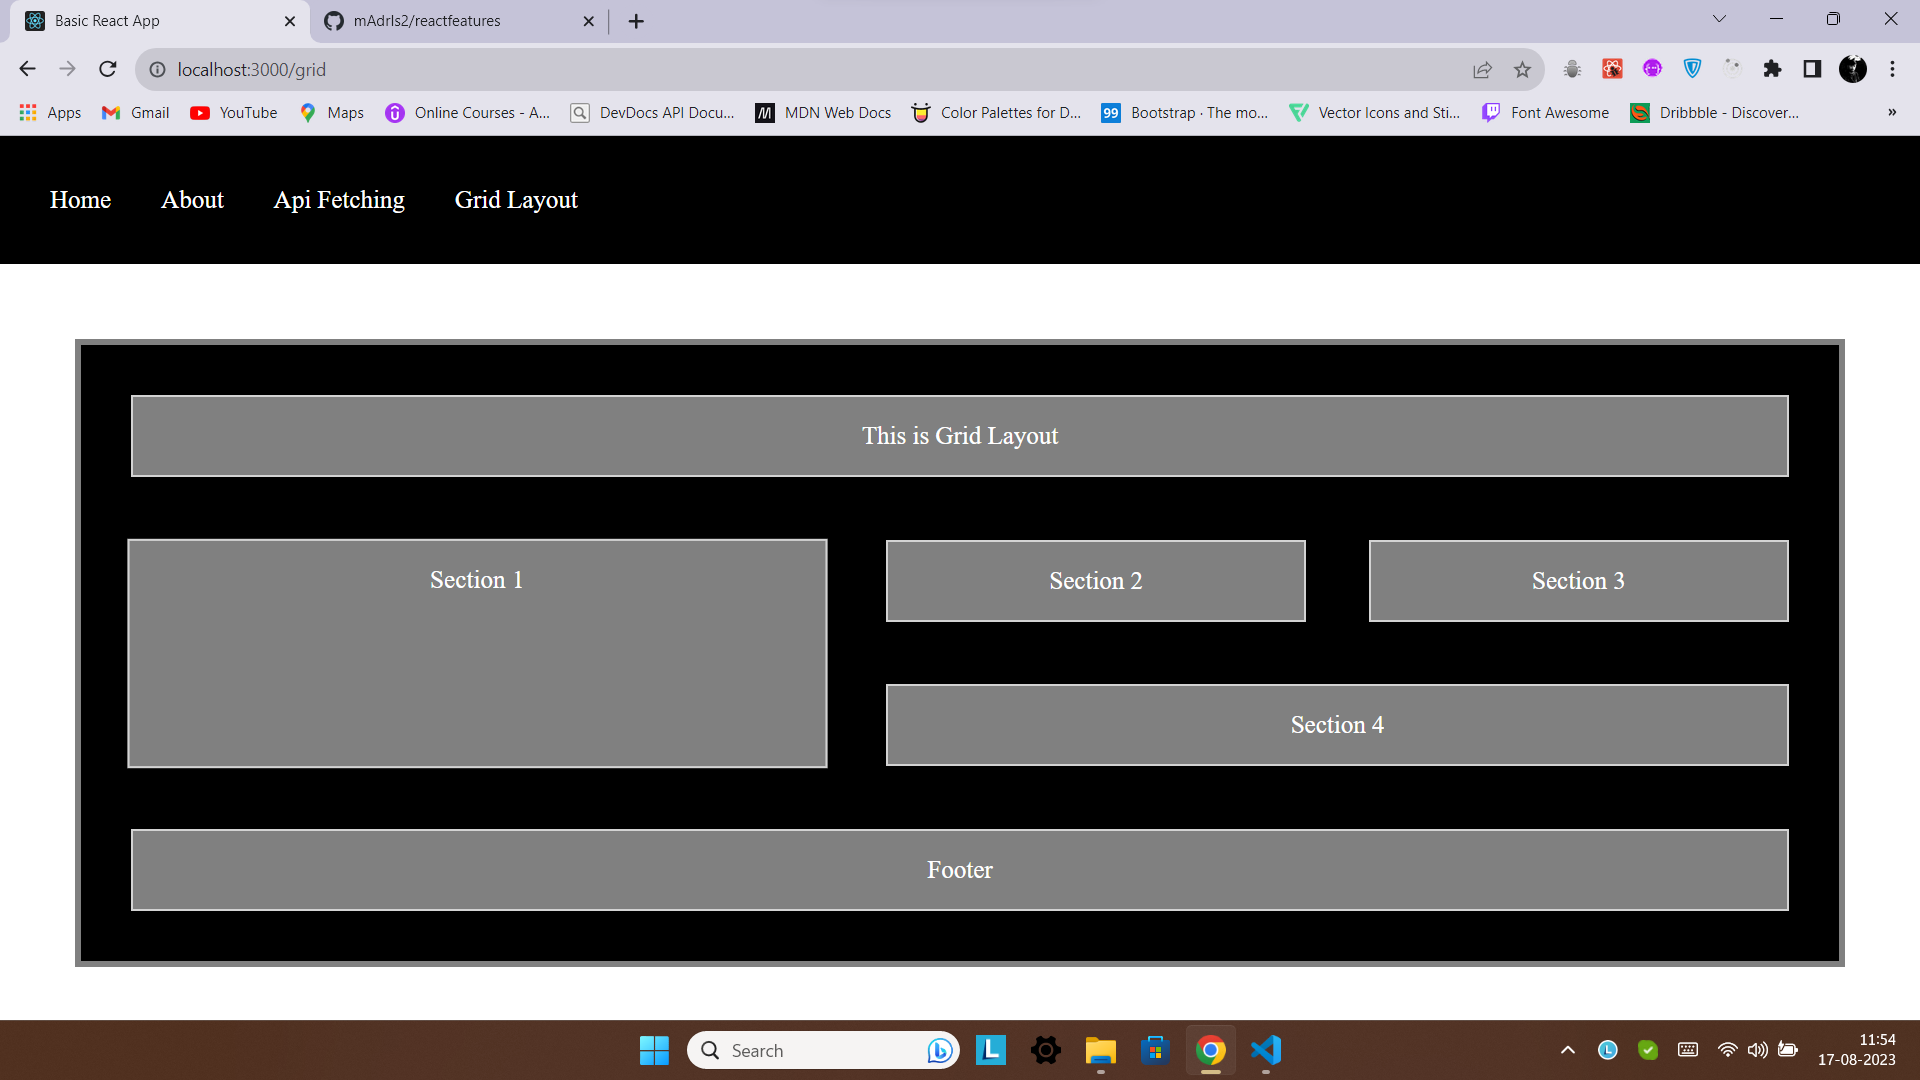 Basic React App
mAdrIs2/reactfeatures
localhost:3000/grid
Apps
Gmail
YouTube
Maps
Online Courses - A...
DevDocs API Docu...
MDN Web Docs
Color Palettes for D...
99
Bootstrap · The mo...
Vector Icons and Sti...
Font Awesome
Dribbble - Discover...
»
Home
About
Api Fetching
Grid Layout
This is Grid Layout
Section 1
Section 2
Section 3
Section 4
Footer
Search
L
11:54
17-08-2023